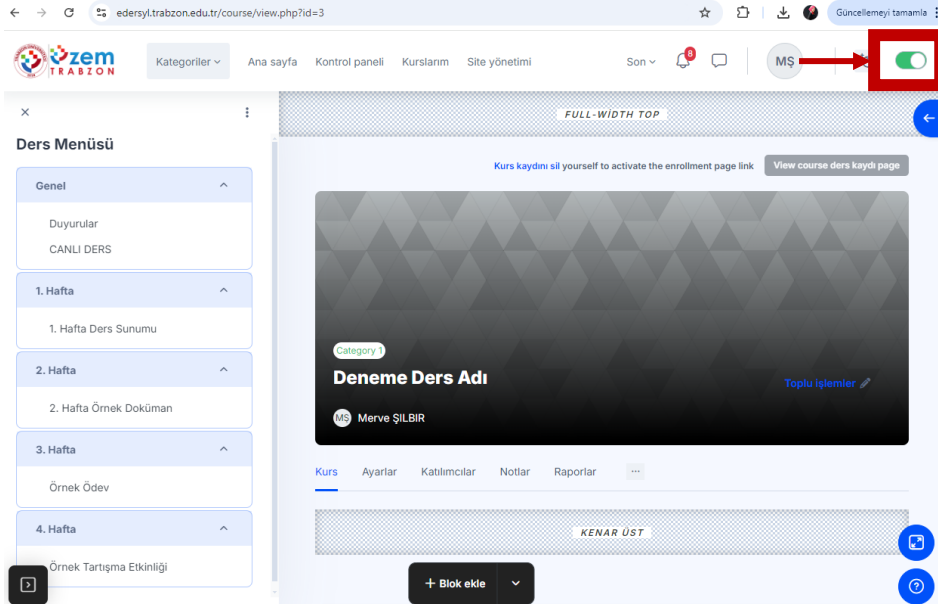 edersyl.trabzon.edu.tr/course/view.php?id=3
Güncellemeyi tamamla
üzem
TRABZON
Kategoriler
Ana sayfa
Kontrol paneli
Kurslarım
Site yönetimi
Son
8
MŞ
FULL-WİDTH TOP
Ders Menüsü
Kurs kaydını sil yourself to activate the enrollment page link
View course ders kaydı page
Genel
Duyurular
CANLI DERS
1. Hafta
1. Hafta Ders Sunumu
2. Hafta
2. Hafta Örnek Doküman
3. Hafta
Örnek Ödev
4. Hafta
Örnek Tartışma Etkinliği
Category 1
Deneme Ders Adı
Toplu işlemler
MŞ Merve ŞILBIR
Kurs
Ayarlar
Katılımcılar
Notlar
Raporlar
KENAR ÜST
+ Blok ekle